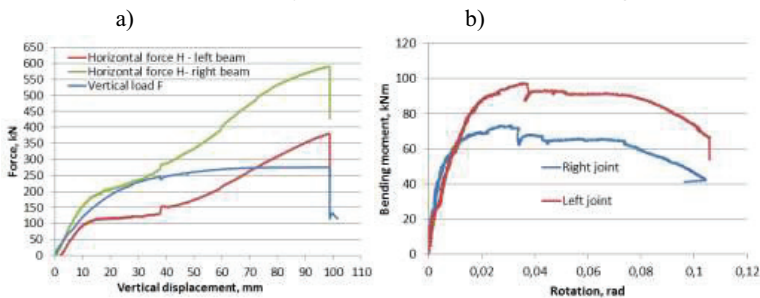 a)
b)
650
600
550
500
450
400
350
300
250
200
150
100
50
0
Force, kN
Horizontal force H - left beam
Horizontal force H- right beam
Vertical load F
0 10 20 30 40 50 60 70 80 90 100 110
Vertical displacement, mm
120
100
80
60
40
20
0
Bending moment, kNm
Right joint
Left joint
0 0,02 0,04 0,06 0,08 0,1 0,12
Rotation, rad